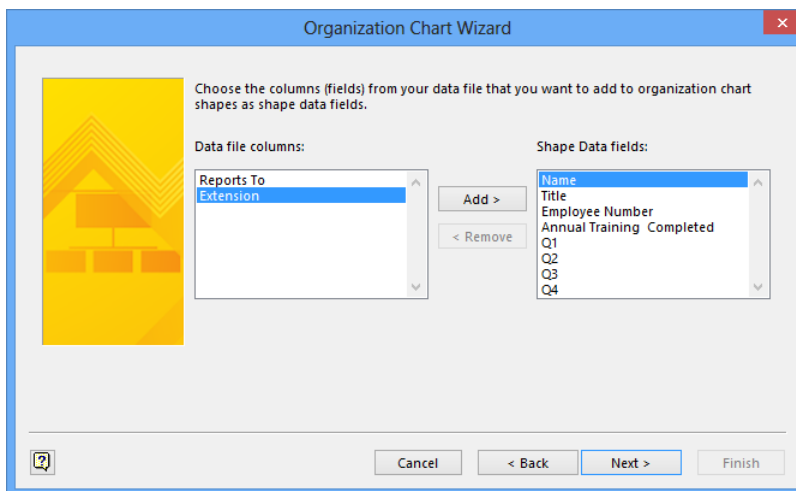 Organization Chart Wizard
Choose the columns (fields) from your data file that you want to add to organization chart
shapes as shape data fields.
Data file columns:
Reports To
Extension
Add >
< Remove
Shape Data fields:
Name
Title
Employee Number
Annual Training  Completed
Q1
Q2
Q3
Q4
Cancel
< Back
Next >
Finish